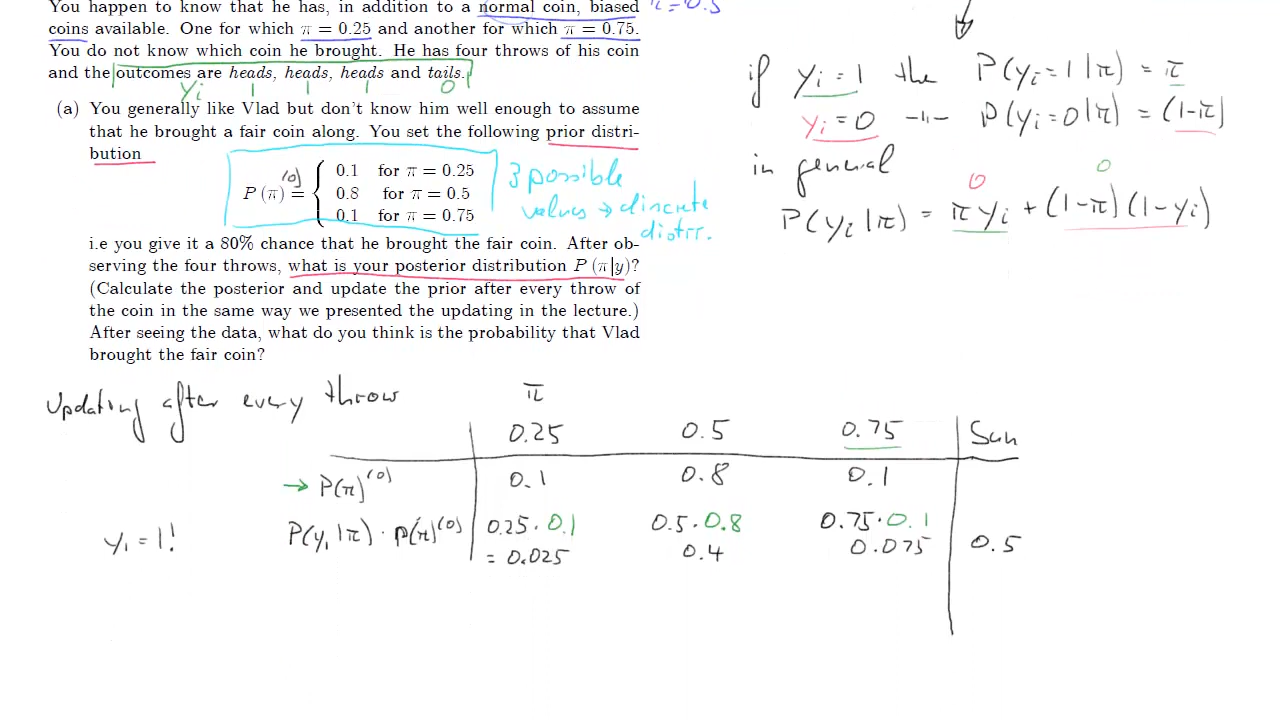 You happen to know that he has, in addition to a normal coin, biased
coins available. One for which π = 0.25 and another for which π = 0.75.
You do not know which coin he brought. He has four throws of his coin
and the outcomes are heads, heads, heads and tails.
yi 1 1 1 0
(a) You generally like Vlad but don't know him well enough to assume
that he brought a fair coin along. You set the following prior distri-
bution
P (π)^(0) = { 0.1 for π = 0.25
0.8 for π = 0.5
0.1 for π = 0.75
3 possible
values → discrete
distr.
i.e you give it a 80% chance that he brought the fair coin. After ob-
serving the four throws, what is your posterior distribution P (π|y)?
(Calculate the posterior and update the prior after every throw of
the coin in the same way we presented the updating in the lecture.)
After seeing the data, what do you think is the probability that Vlad
brought the fair coin?
if yi = 1 the P(yi=1|π) = π
yi = 0 -"- P(yi=0|π) = (1-π)
in general
0 0
P(yi|π) = π yi + (1-π)(1-yi)
Updating after every throw
π
0.25 0.5 0.75 Sum
→ P(π)^(0) 0.1 0.8 0.1
y1 = 1! P(y1|π) · P(π)^(0) 0.25 · 0.1 0.5 · 0.8 0.75 · 0.1
= 0.025 0.4 0.075 0.5